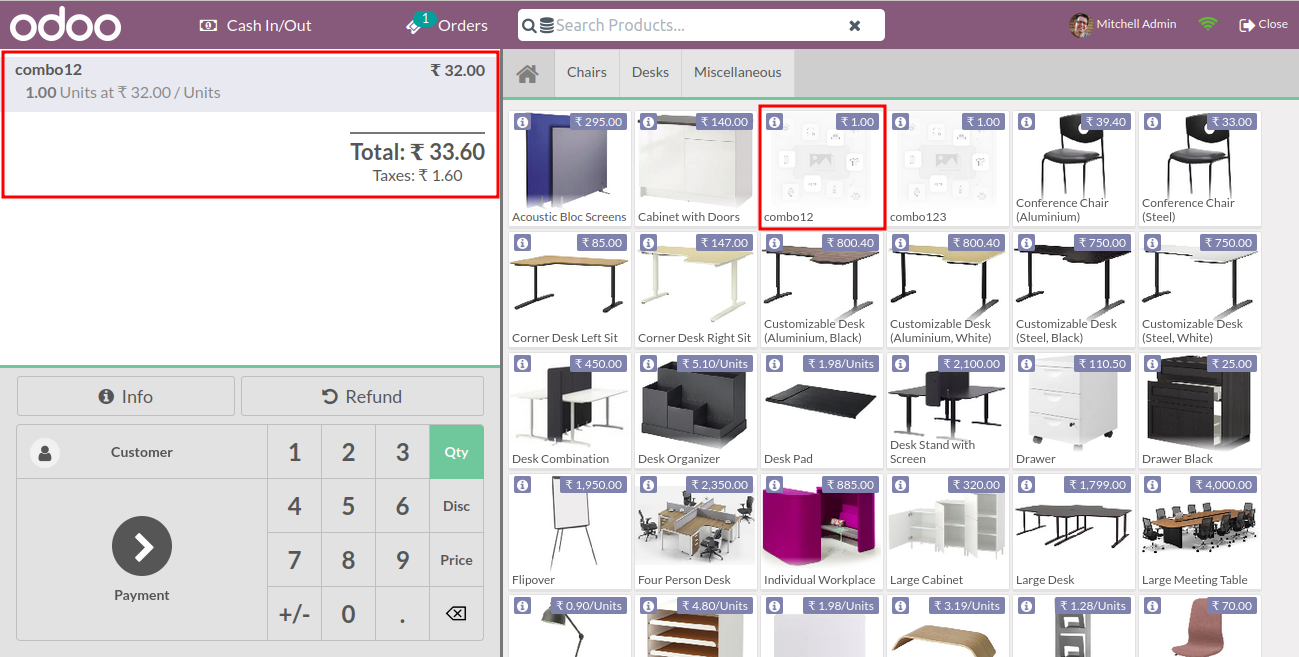 odoo
Cash In/Out
1
Orders
Search Products...
Mitchell Admin
Close
combo12 ₹ 32.00
1.00 Units at ₹ 32.00 / Units
Total: ₹ 33.60
Taxes: ₹ 1.60
Info
Refund
Customer
1 2 3 Qty
4 5 6 Disc
7 8 9 Price
+/- 0 .
Payment
Chairs
Desks
Miscellaneous
₹ 295.00
Acoustic Bloc Screens
₹ 140.00
Cabinet with Doors
₹ 1.00
combo12
₹ 1.00
combo123
₹ 39.40
Conference Chair
(Aluminium)
₹ 33.00
Conference Chair
(Steel)
₹ 85.00
Corner Desk Left Sit
₹ 147.00
Corner Desk Right Sit
₹ 800.40
Customizable Desk
(Aluminium, Black)
₹ 800.40
Customizable Desk
(Aluminium, White)
₹ 750.00
Customizable Desk
(Steel, Black)
₹ 750.00
Customizable Desk
(Steel, White)
₹ 450.00
Desk Combination
₹ 5.10/Units
Desk Organizer
₹ 1.98/Units
Desk Pad
₹ 2,100.00
Desk Stand with
Screen
₹ 110.50
Drawer
₹ 25.00
Drawer Black
₹ 1,950.00
Flipover
₹ 2,350.00
Four Person Desk
₹ 885.00
Individual Workplace
₹ 320.00
Large Cabinet
₹ 1,799.00
Large Desk
₹ 4,000.00
Large Meeting Table
₹ 0.90/Units
₹ 4.80/Units
₹ 1.98/Units
₹ 3.19/Units
₹ 1.28/Units
₹ 70.00